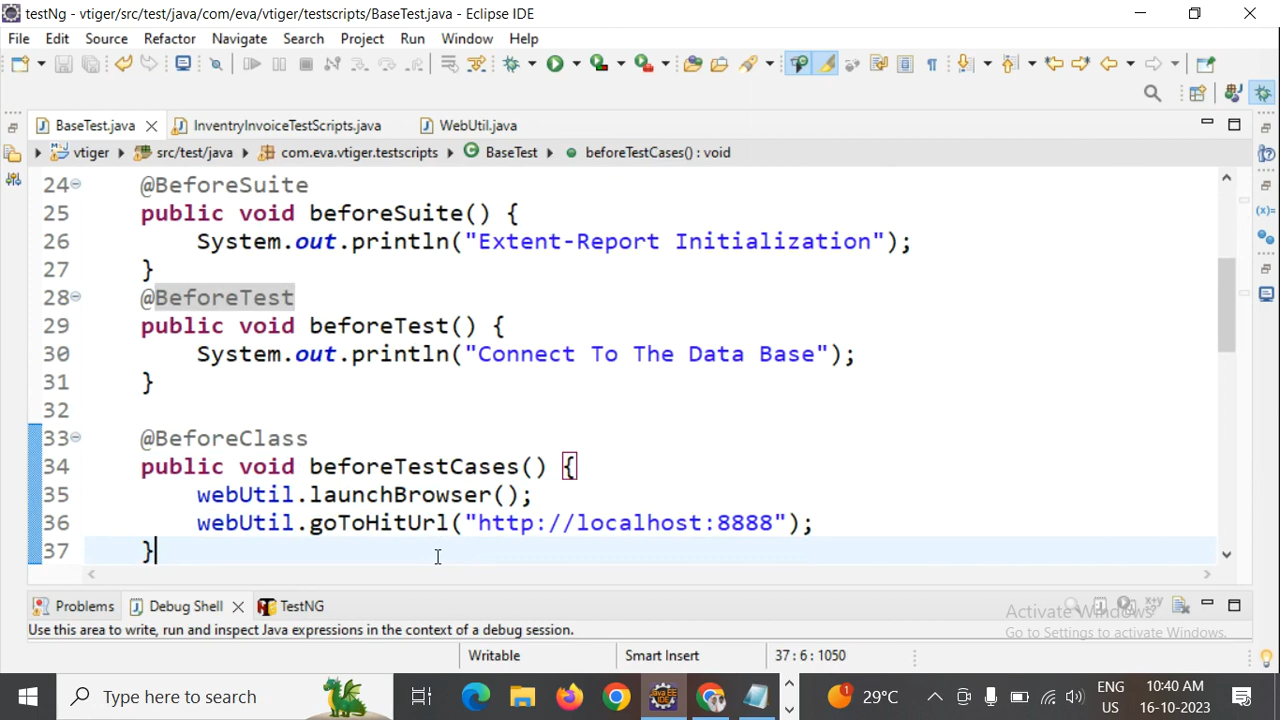 testNg - vtiger/src/test/java/com/eva/vtiger/testscripts/BaseTest.java - Eclipse IDE
File Edit Source Refactor Navigate Search Project Run Window Help
BaseTest.java InventryInvoiceTestScripts.java WebUtil.java
vtiger src/test/java com.eva.vtiger.testscripts BaseTest beforeTestCases() : void
24 @BeforeSuite
25 public void beforeSuite() {
26 System.out.println("Extent-Report Initialization");
27 }
28 @BeforeTest
29 public void beforeTest() {
30 System.out.println("Connect To The Data Base");
31 }
32
33 @BeforeClass
34 public void beforeTestCases() {
35 webUtil.launchBrowser();
36 webUtil.goToHitUrl("http://localhost:8888");
37 }
Problems Debug Shell TestNG
Activate Windows
Use this area to write, run and inspect Java expressions in the context of a debug session.
Go to Settings to activate Windows.
Writable Smart Insert 37 : 6 : 1050
Type here to search
1 29°C
ENG
US
10:40 AM
16-10-2023